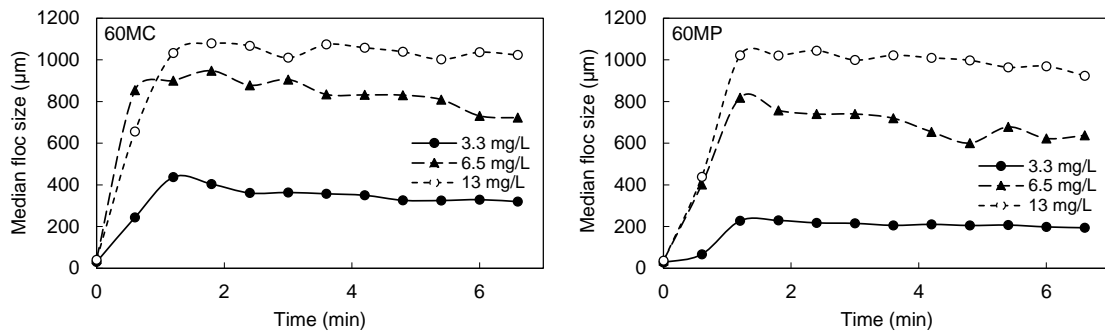 60MC
Median floc size (µm)
1200
1000
800
600
400
200
0
0 2 4 6
Time (min)
3.3 mg/L
6.5 mg/L
13 mg/L
60MP
Median floc size (µm)
1200
1000
800
600
400
200
0
0 2 4 6
Time (min)
3.3 mg/L
6.5 mg/L
13 mg/L